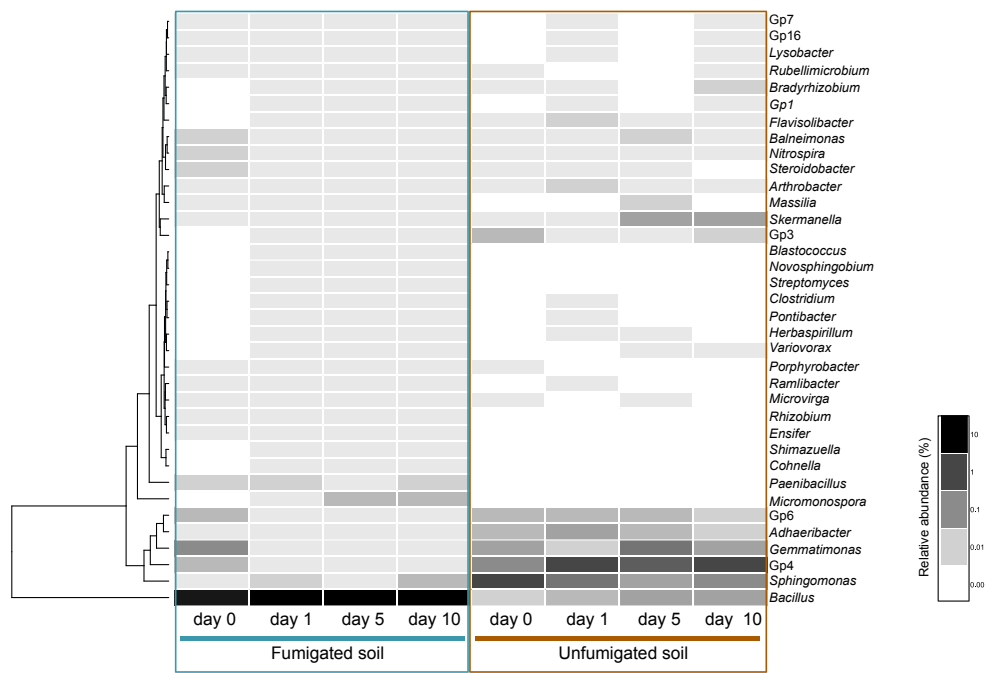 Gp7
Gp16
Lysobacter
Rubellimicrobium
Bradyrhizobium
Gp1
Flavisolibacter
Balneimonas
Nitrospira
Steroidobacter
Arthrobacter
Massilia
Skermanella
Gp3
Blastococcus
Novosphingobium
Streptomyces
Clostridium
Pontibacter
Herbaspirillum
Variovorax
Porphyrobacter
Ramlibacter
Microvirga
Rhizobium
Ensifer
Shimazuella
Cohnella
Paenibacillus
Micromonospora
Gp6
Adhaeribacter
Gemmatimonas
Gp4
Sphingomonas
Bacillus
day 0 day 1 day 5 day 10 day 0 day 1 day 5 day 10
Fumigated soil Unfumigated soil
Relative abundance (%)
10
1
0.1
0.01
0.00